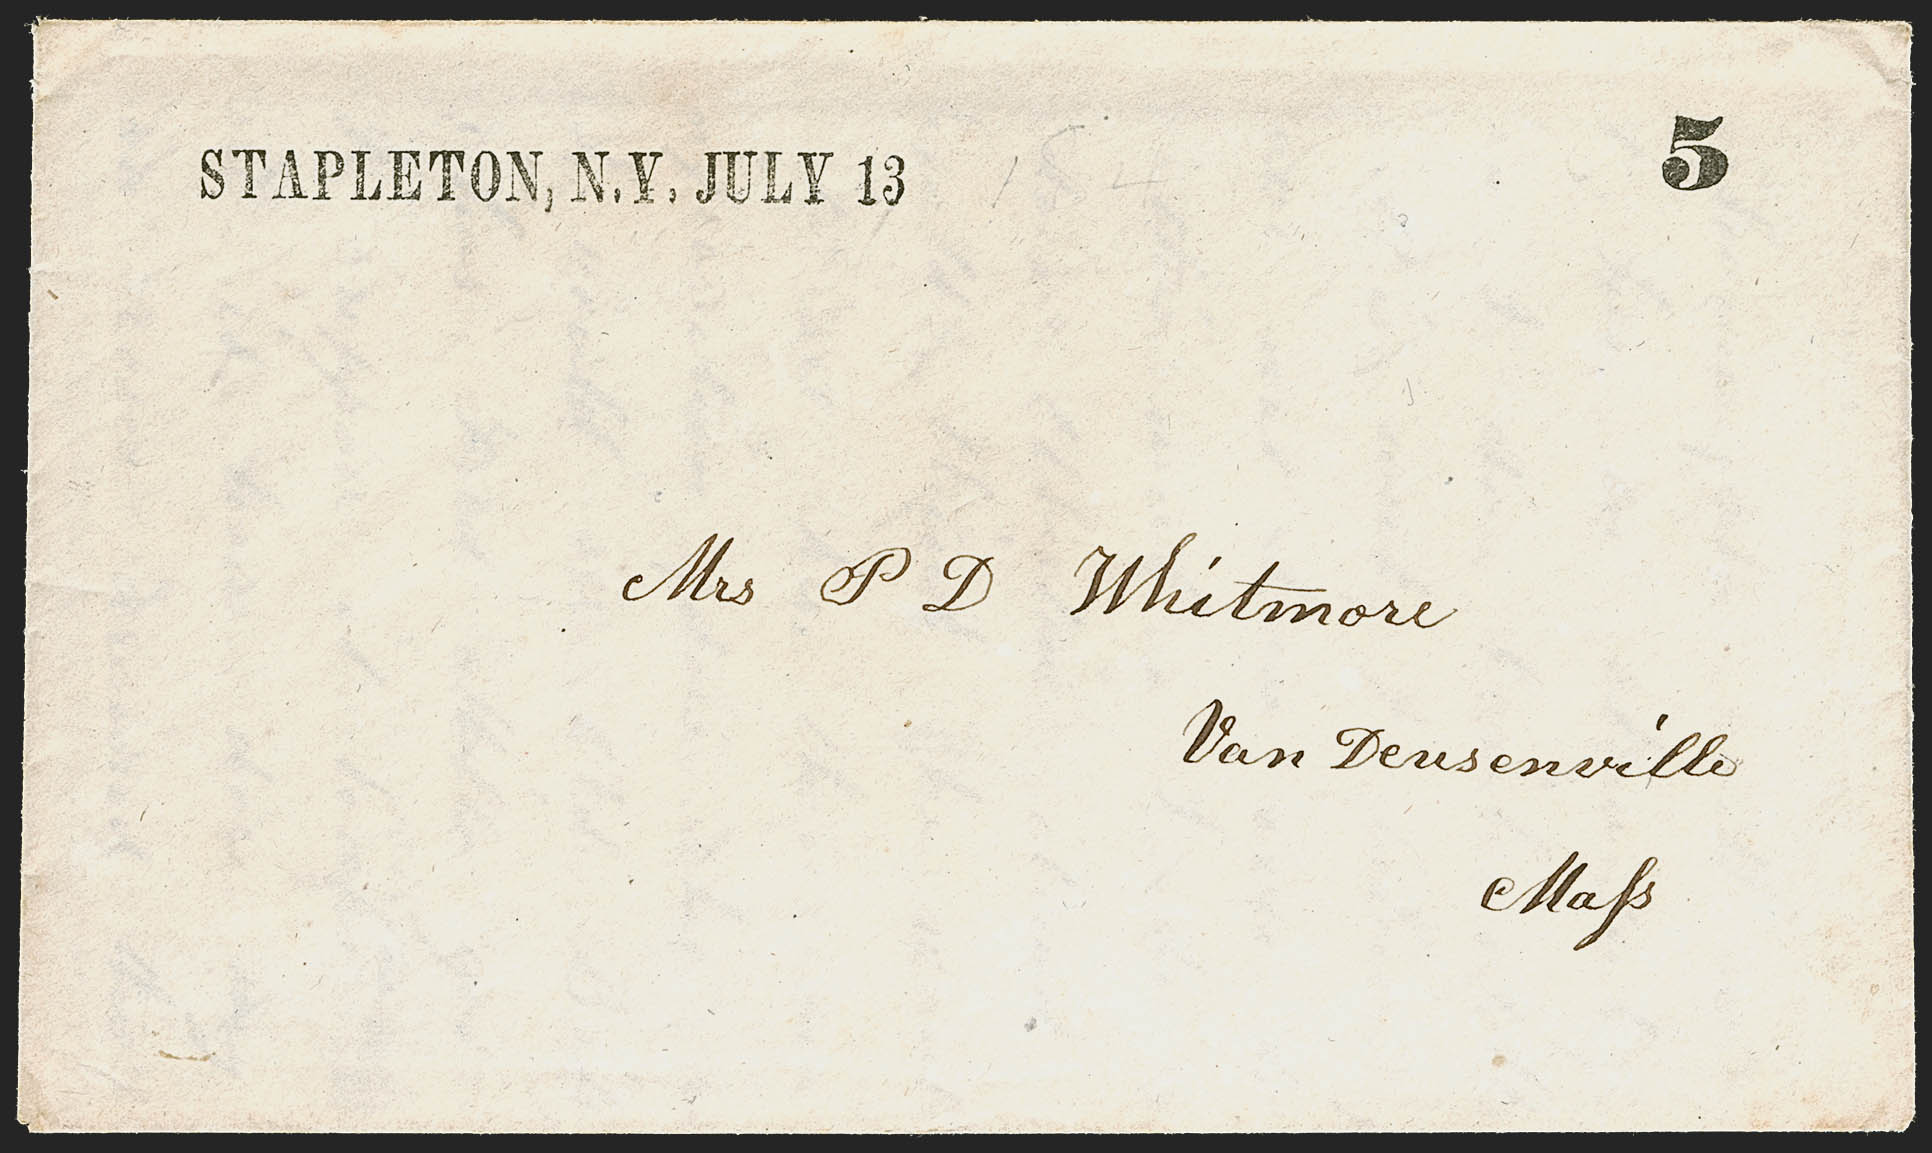 STAPLETON, N.Y. JULY 13
5
Mrs P D Whitmore
Van Deusenville
Maſs